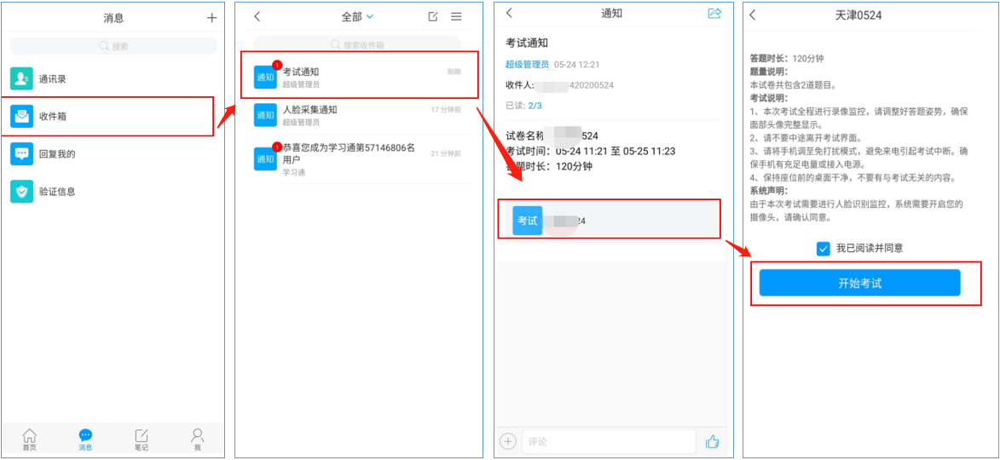 消息
搜索
通讯录
收件箱
回复我的
验证信息
首页
消息
笔记
我
全部
搜索收件箱
通知
1
考试通知
刚刚
超级管理员
通知
人脸采集通知
17 分钟前
超级管理员
通知
1
恭喜您成为学习通第57146806名
用户
21 分钟前
学习通
通知
考试通知
超级管理员 05-24 12:21
收件人: 420200524
已读: 2/3
试卷名称 524
考试时间：05-24 11:21 至 05-25 11:23
答题时长：120分钟
考试
24
评论
天津0524
答题时长：120分钟
题量说明：
本试卷共包含2道题目。
考试说明：
1、本次考试全程进行录像监控，请调整好答题姿势，确保
面部头像完整显示。
2、请不要中途离开考试界面。
3、请将手机调至免打扰模式，避免来电引起考试中断。确
保手机有充足电量或接入电源。
4、保持座位前的桌面干净，不要有与考试无关的内容。
系统声明：
由于本次考试需要进行人脸识别监控，系统需要开启您的
摄像头，请确认同意。
我已阅读并同意
开始考试